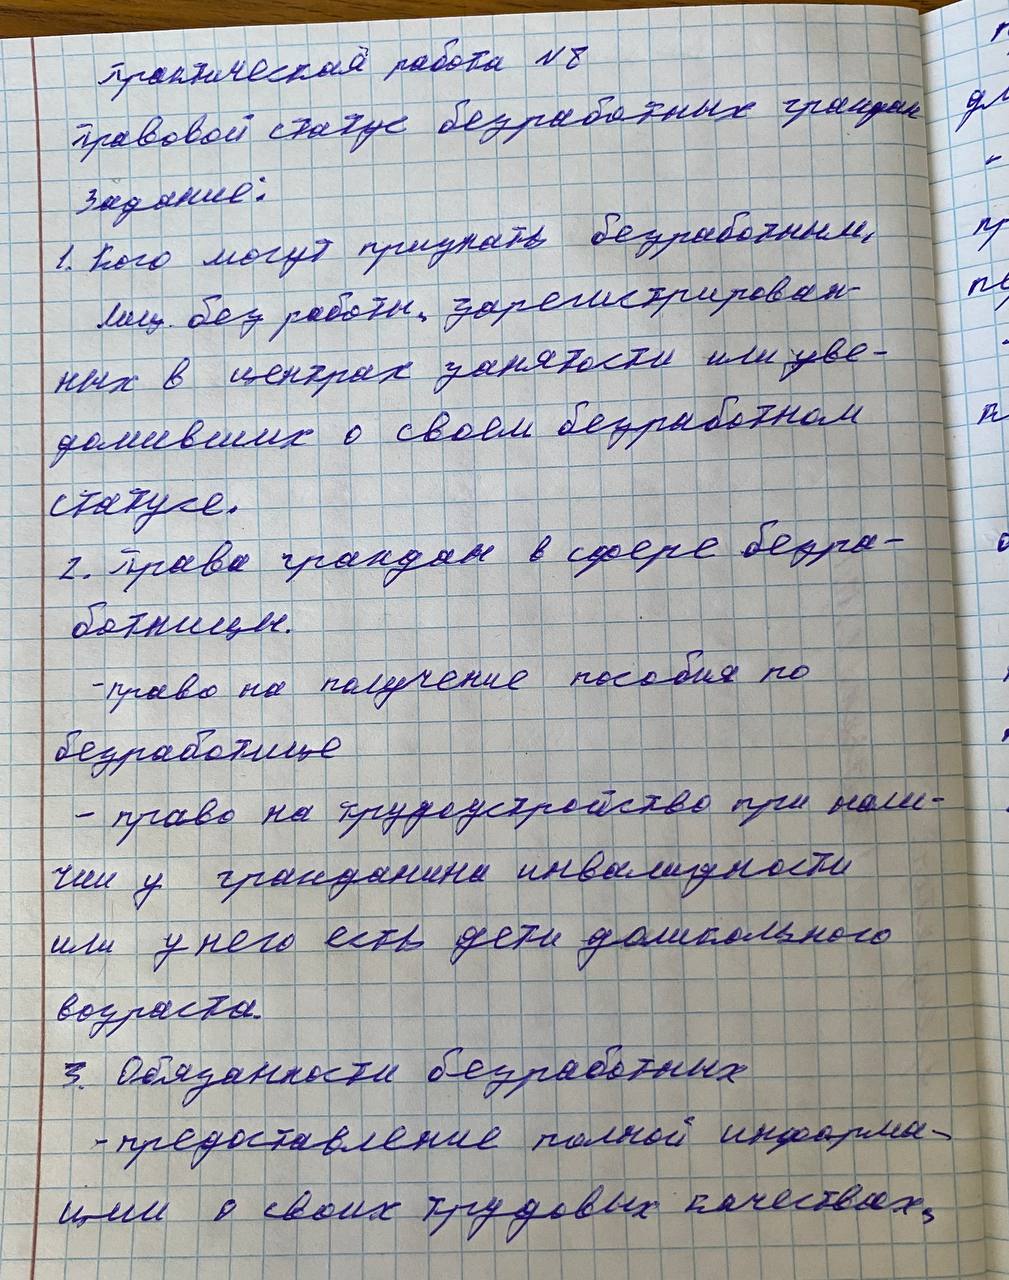 Практическая работа №8
Правовой статус безработных граждан
Задание:
1. Кого могут признать безработным.
Лиц. без работы, зарегистрирован-
ных в центрах занятости или уве-
домивших о своем безработном
статусе.
2. Права граждан в сфере безра-
ботницы.
-право на получение пособия по
безработице
- право на трудоустройство при нали-
чии у гражданина инвалидности
или у него есть дети дошкольного
возраста.
3. Обязанности безработных
-предоставление полной информа-
ции о своих трудовых качествах,